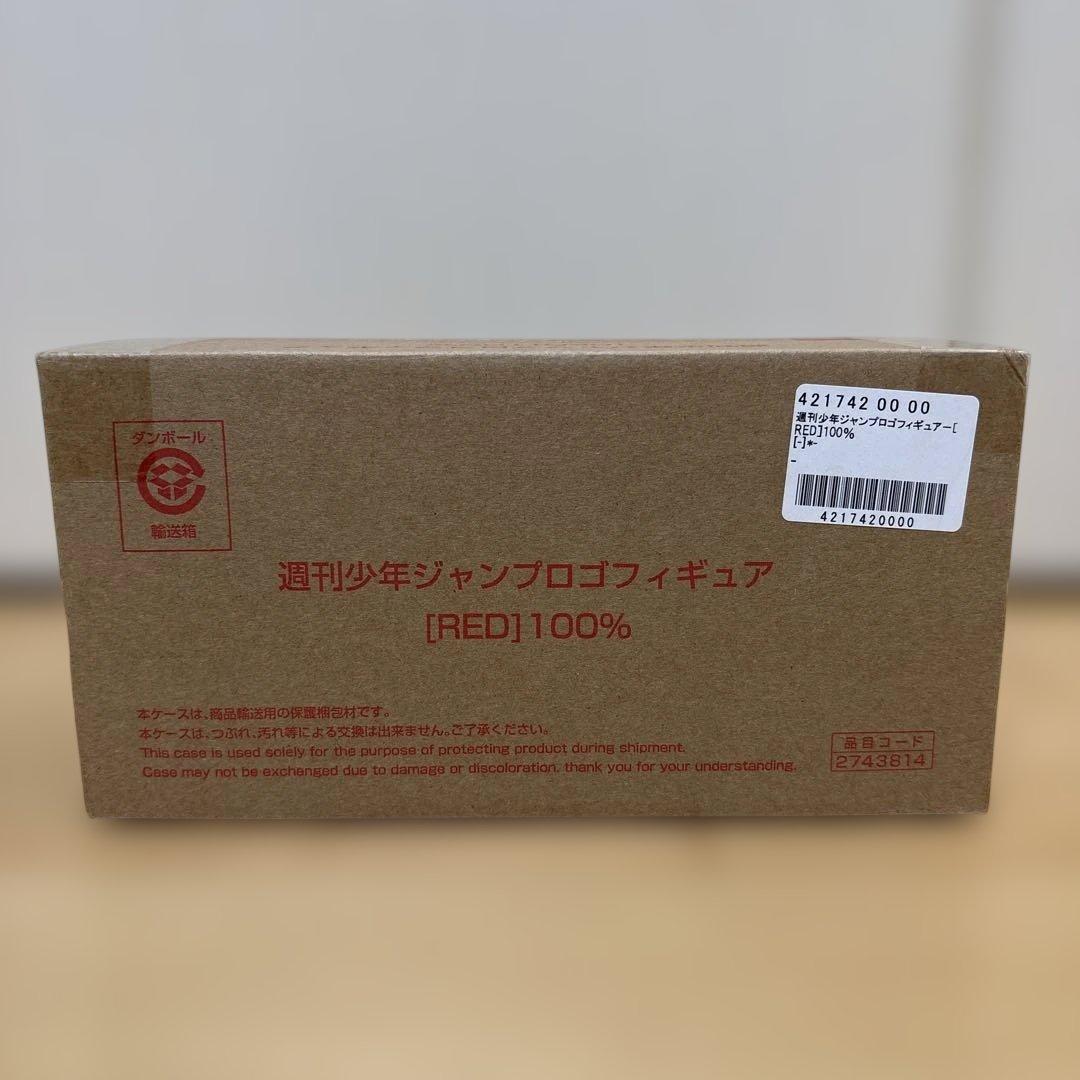 421742 00 00
週刊少年ジャンプロゴフィギュアー[
RED]100%
[-]*-
-
4217420000
ダンボール
輸送箱
週刊少年ジャンプロゴフィギュア
[RED]100%
本ケースは、商品輸送用の保護梱包材です。
本ケースは、つぶれ、汚れ等による交換は出来ません。ご了承ください。
This case is used solely for the purpose of protecting product during shipment.
Case may not be exchanged due to damage or discoloration. thank you for your understanding.
品目コード
2743814